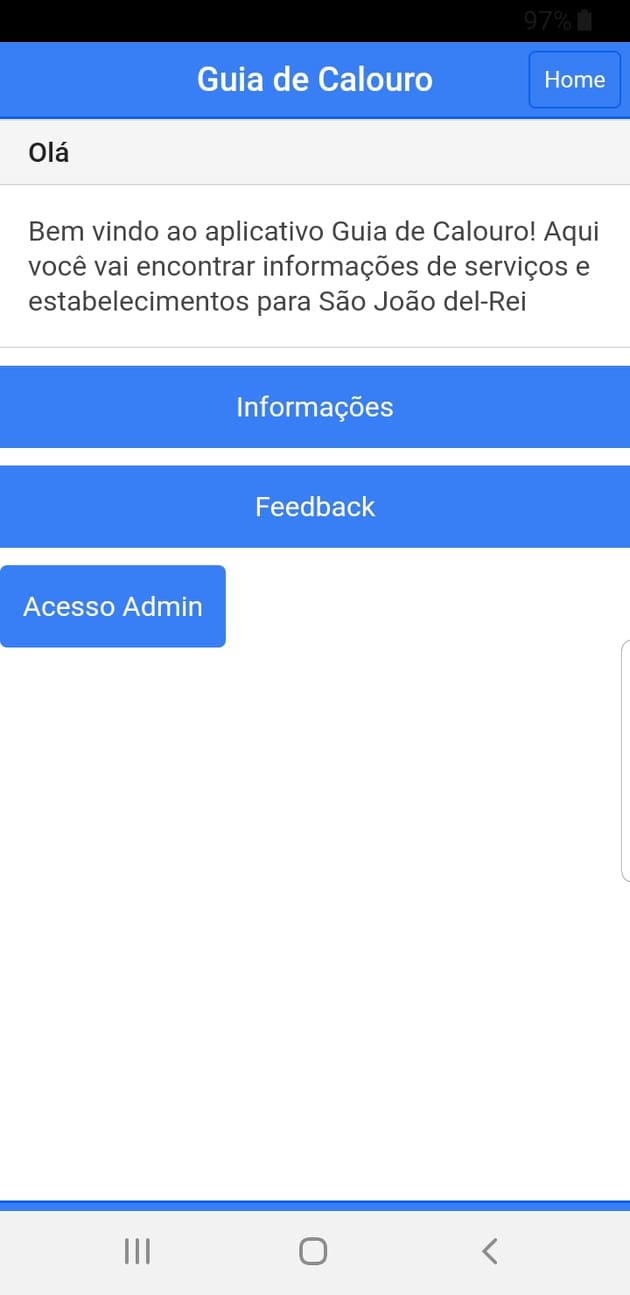 97%
Guia de Calouro
Home
Olá
Bem vindo ao aplicativo Guia de Calouro! Aqui
você vai encontrar informações de serviços e
estabelecimentos para São João del-Rei
Informações
Feedback
Acesso Admin